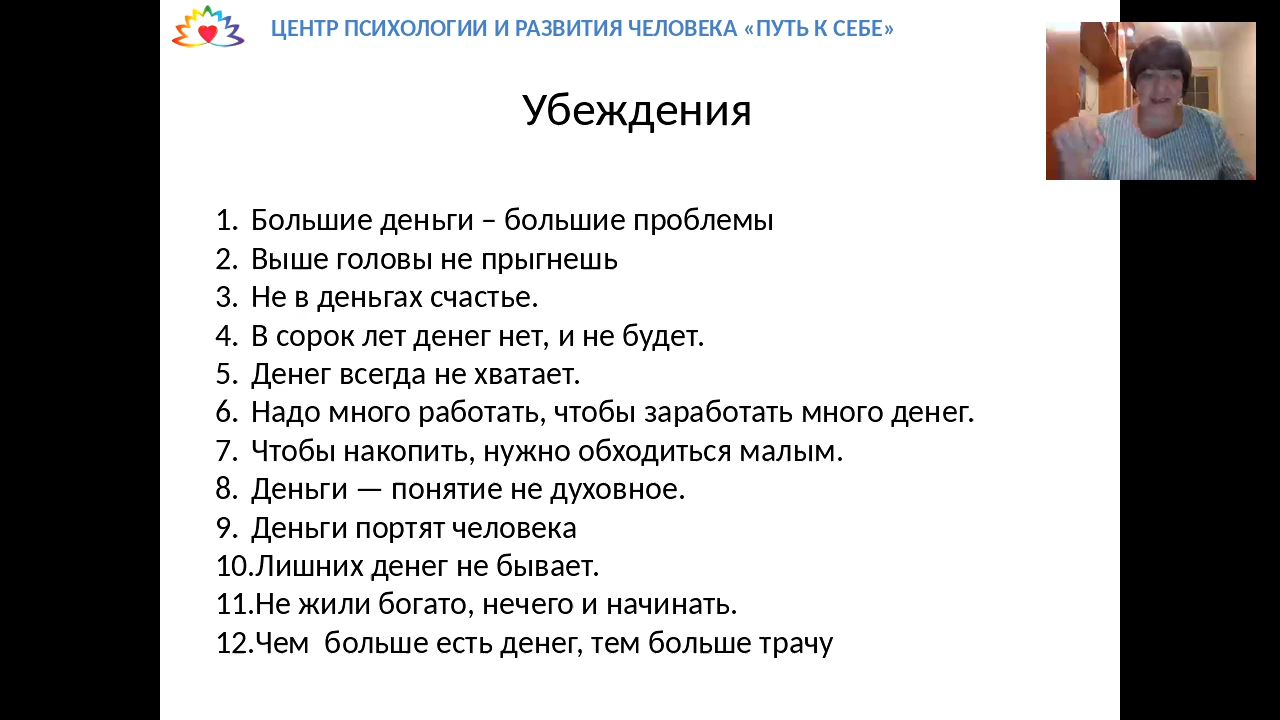 ЦЕНТР ПСИХОЛОГИИ И РАЗВИТИЯ ЧЕЛОВЕКА «ПУТЬ К СЕБЕ»
Убеждения
1. Большие деньги – большие проблемы
2. Выше головы не прыгнешь
3. Не в деньгах счастье.
4. В сорок лет денег нет, и не будет.
5. Денег всегда не хватает.
6. Надо много работать, чтобы заработать много денег.
7. Чтобы накопить, нужно обходиться малым.
8. Деньги — понятие не духовное.
9. Деньги портят человека
10.Лишних денег не бывает.
11.Не жили богато, нечего и начинать.
12.Чем  больше есть денег, тем больше трачу